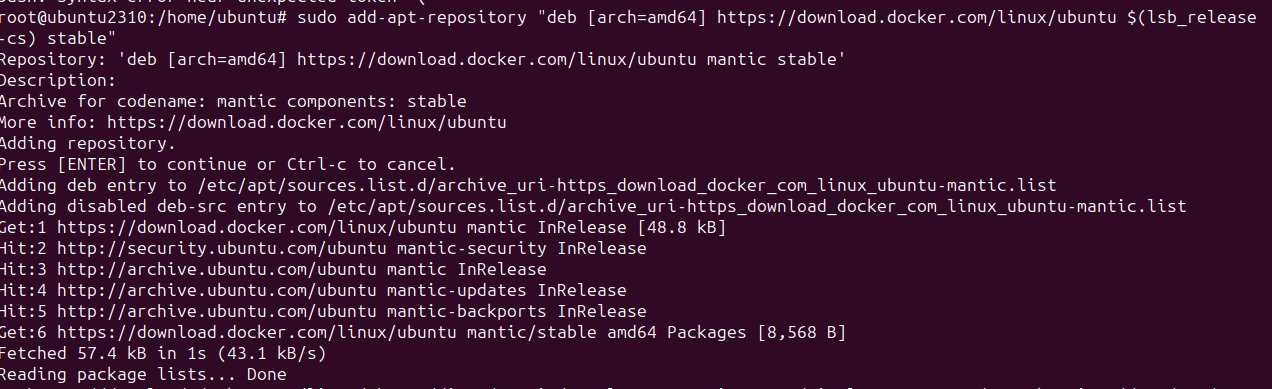 root@ubuntu2310:/home/ubuntu# sudo add-apt-repository "deb [arch=amd64] https://download.docker.com/linux/ubuntu $(lsb_release
-cs) stable"
Repository: 'deb [arch=amd64] https://download.docker.com/linux/ubuntu mantic stable'
Description:
Archive for codename: mantic components: stable
More info: https://download.docker.com/linux/ubuntu
Adding repository.
Press [ENTER] to continue or Ctrl-c to cancel.
Adding deb entry to /etc/apt/sources.list.d/archive_uri-https_download_docker_com_linux_ubuntu-mantic.list
Adding disabled deb-src entry to /etc/apt/sources.list.d/archive_uri-https_download_docker_com_linux_ubuntu-mantic.list
Get:1 https://download.docker.com/linux/ubuntu mantic InRelease [48.8 kB]
Hit:2 http://security.ubuntu.com/ubuntu mantic-security InRelease
Hit:3 http://archive.ubuntu.com/ubuntu mantic InRelease
Hit:4 http://archive.ubuntu.com/ubuntu mantic-updates InRelease
Hit:5 http://archive.ubuntu.com/ubuntu mantic-backports InRelease
Get:6 https://download.docker.com/linux/ubuntu mantic/stable amd64 Packages [8,568 B]
Fetched 57.4 kB in 1s (43.1 kB/s)
Reading package lists... Done